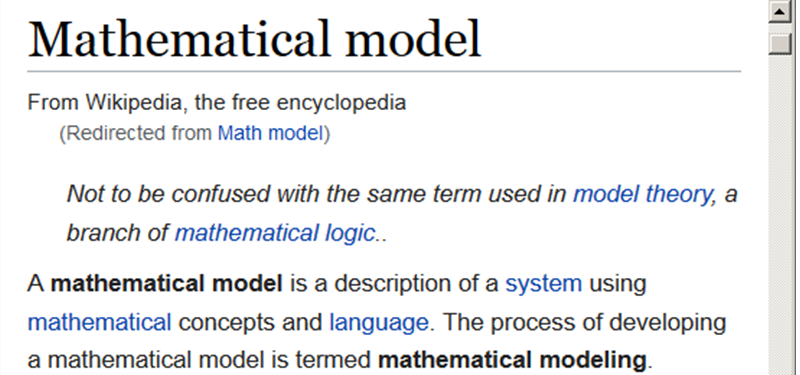 Mathematical model
From Wikipedia, the free encyclopedia
(Redirected from Math model)
Not to be confused with the same term used in model theory, a
branch of mathematical logic..
A mathematical model is a description of a system using
mathematical concepts and language. The process of developing
a mathematical model is termed mathematical modeling.